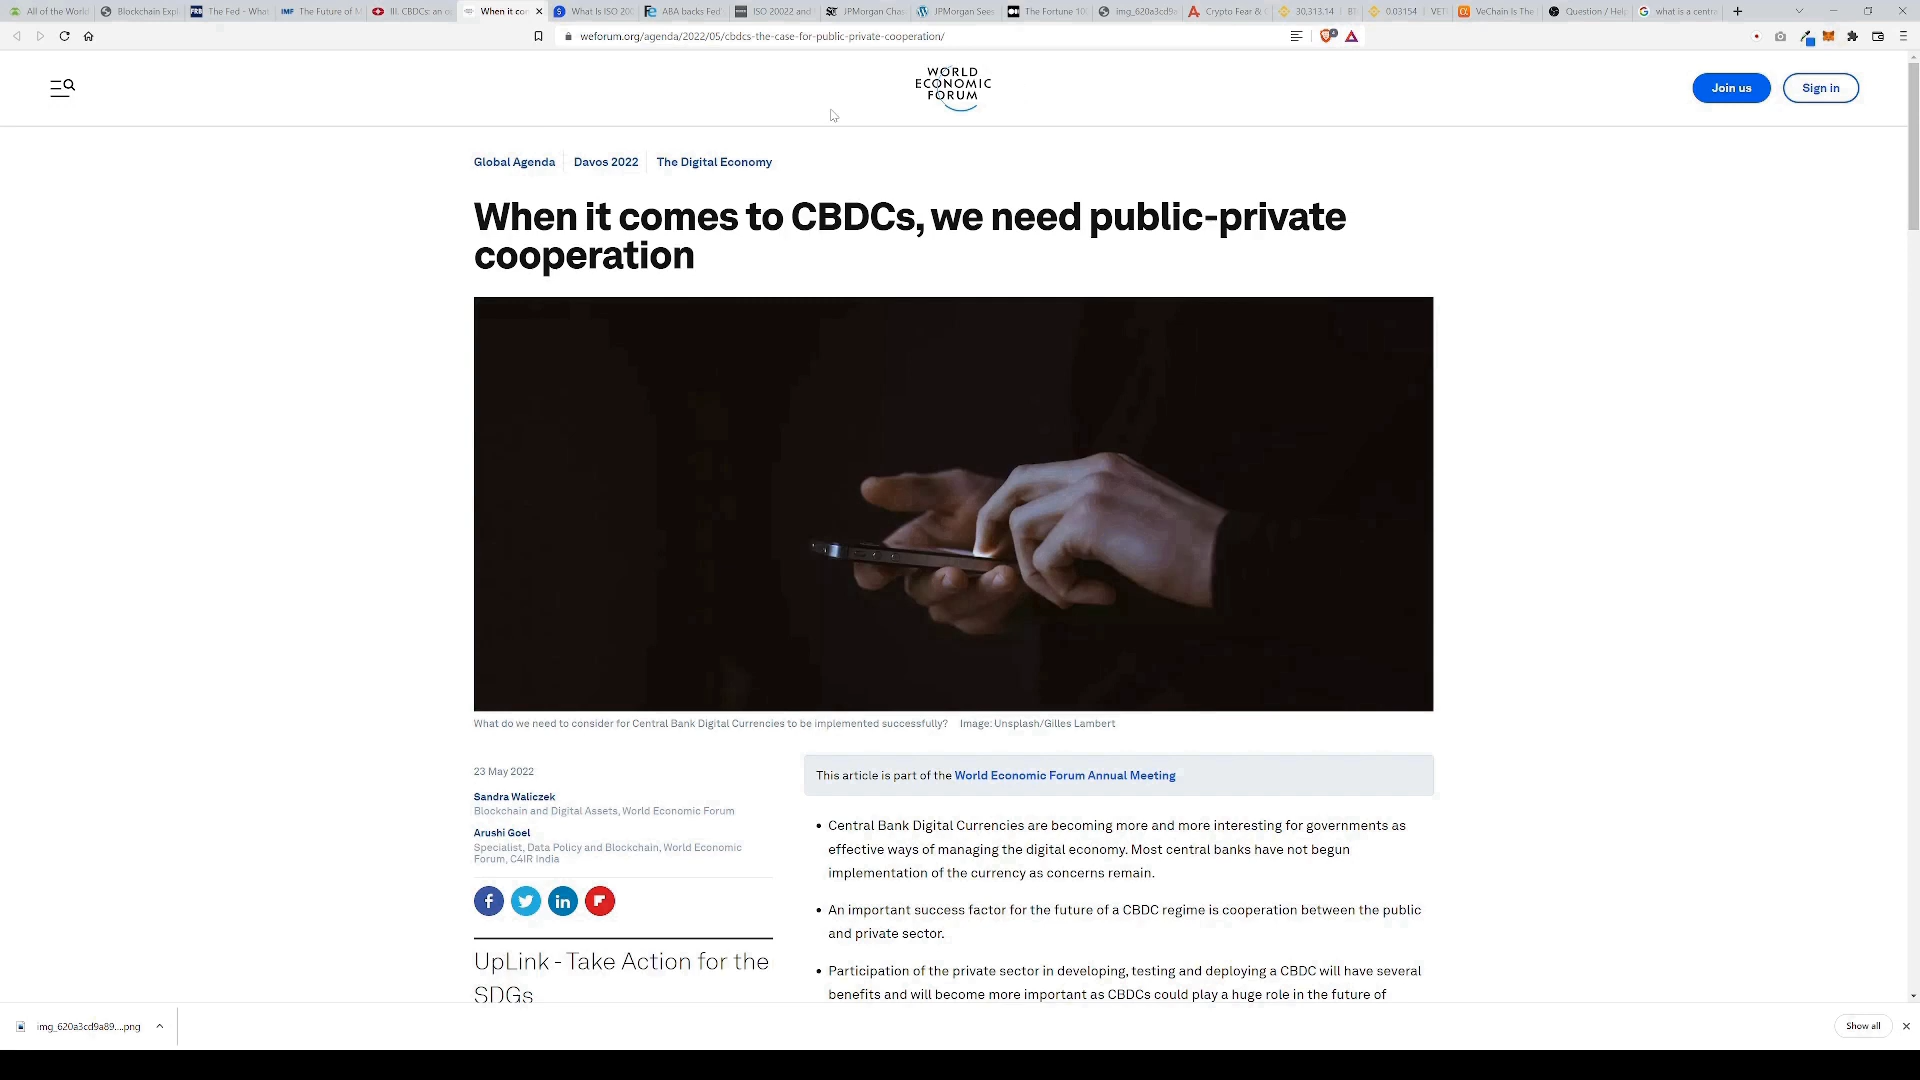 All of the World
Blockchain Expl
FRB The Fed - What
IMF The Future of M
III. CBDCs: an o
When it con
What Is ISO 200
ABA backs Fed
ISO 20022 and
JPMorgan Chas
JPMorgan Sees
The Fortune 100
img_620a3cd9a
Crypto Fear & G
30,313.14 | BT
0.03154 | VET
VeChain Is The
Question / Help
what is a centra
weforum.org/agenda/2022/05/cbdcs-the-case-for-public-private-cooperation/
WORLD
ECONOMIC
FORUM
Join us
Sign in
Global Agenda
Davos 2022
The Digital Economy
When it comes to CBDCs, we need public-private
cooperation
What do we need to consider for Central Bank Digital Currencies to be implemented successfully? Image: Unsplash/Gilles Lambert
23 May 2022
Sandra Waliczek
Blockchain and Digital Assets, World Economic Forum
Arushi Goel
Specialist, Data Policy and Blockchain, World Economic
Forum, C4IR India
UpLink - Take Action for the
SDGs
This article is part of the World Economic Forum Annual Meeting
• Central Bank Digital Currencies are becoming more and more interesting for governments as
effective ways of managing the digital economy. Most central banks have not begun
implementation of the currency as concerns remain.
• An important success factor for the future of a CBDC regime is cooperation between the public
and private sector.
• Participation of the private sector in developing, testing and deploying a CBDC will have several
benefits and will become more important as CBDCs could play a huge role in the future of
img_620a3cd9a89....png
Show all